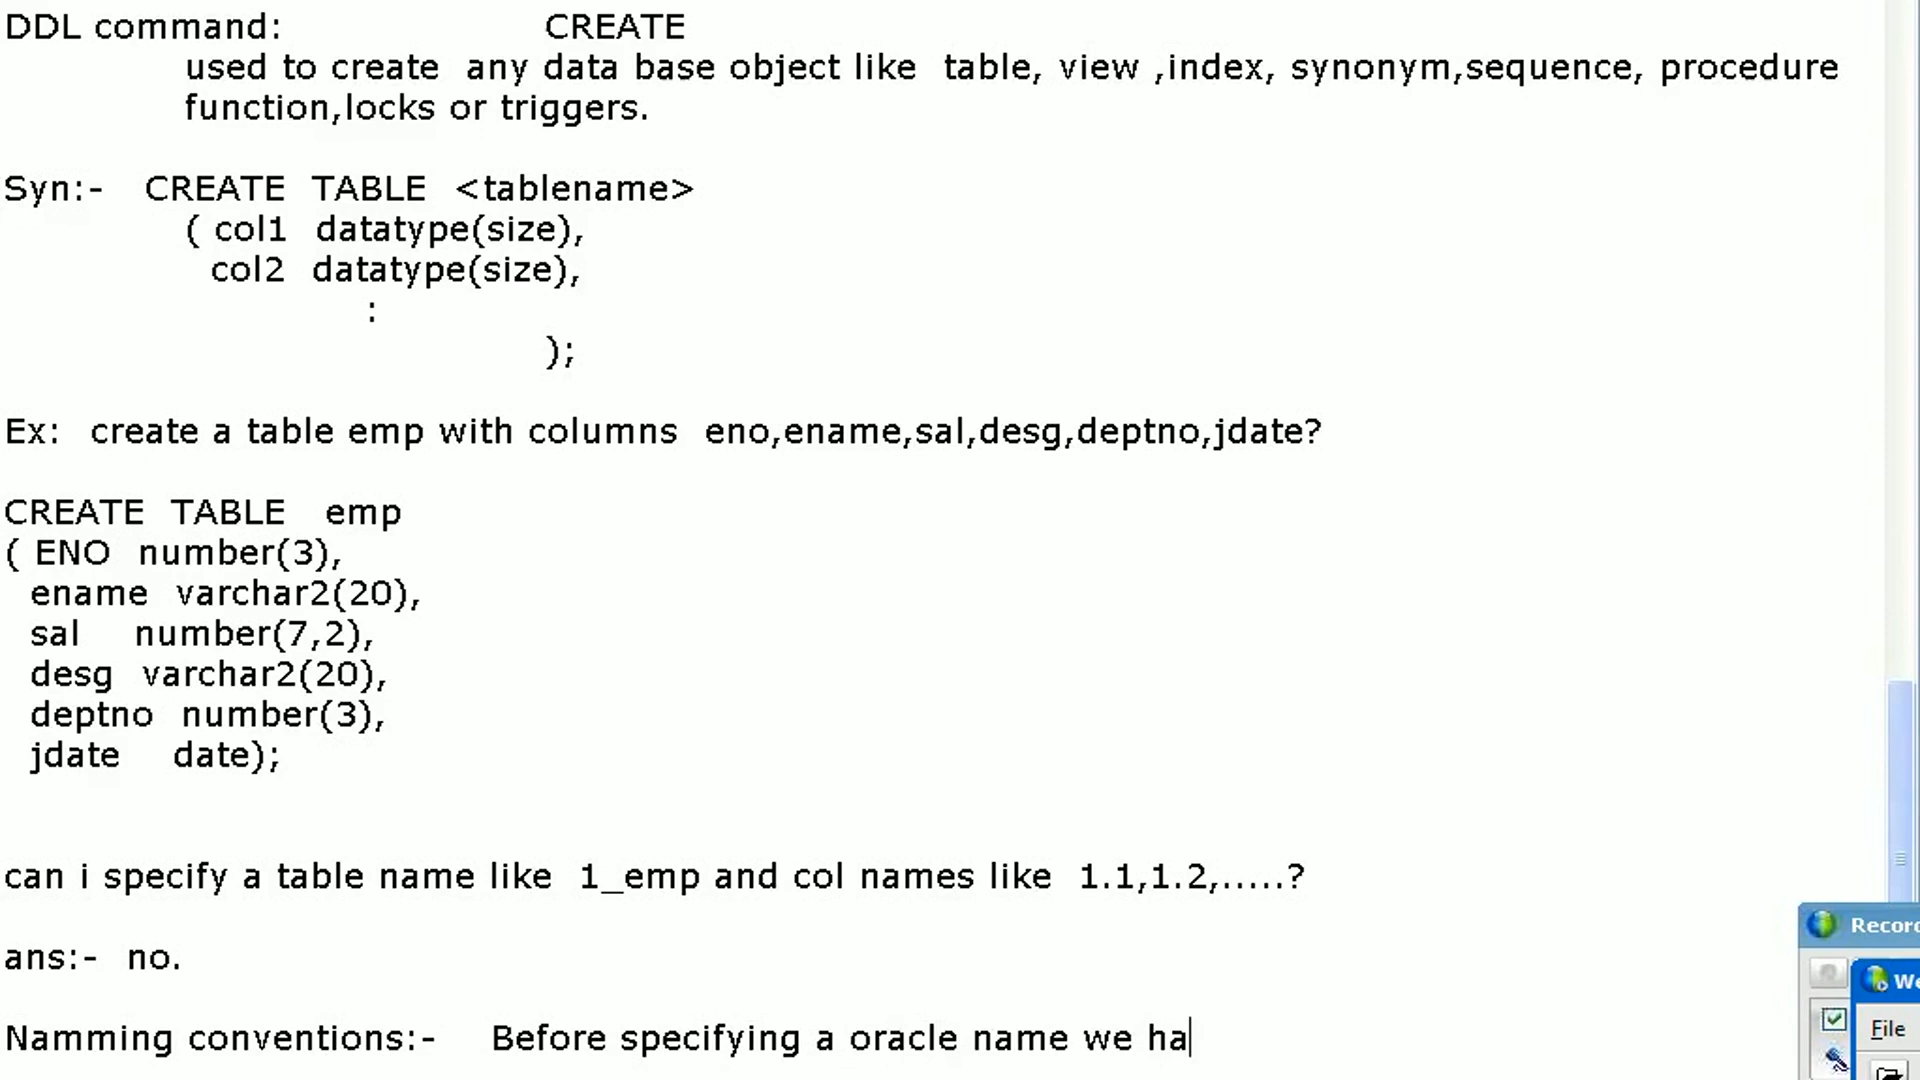 DDL command: CREATE
used to create any data base object like table, view ,index, synonym,sequence, procedure
function,locks or triggers.
Syn:- CREATE TABLE <tablename>
( col1 datatype(size),
col2 datatype(size),
:
);
Ex: create a table emp with columns eno,ename,sal,desg,deptno,jdate?
CREATE TABLE emp
( ENO number(3),
ename varchar2(20),
sal number(7,2),
desg varchar2(20),
deptno number(3),
jdate date);
can i specify a table name like 1_emp and col names like 1.1,1.2,.....?
ans:- no.
Namming conventions:- Before specifying a oracle name we ha
Recor
We
File